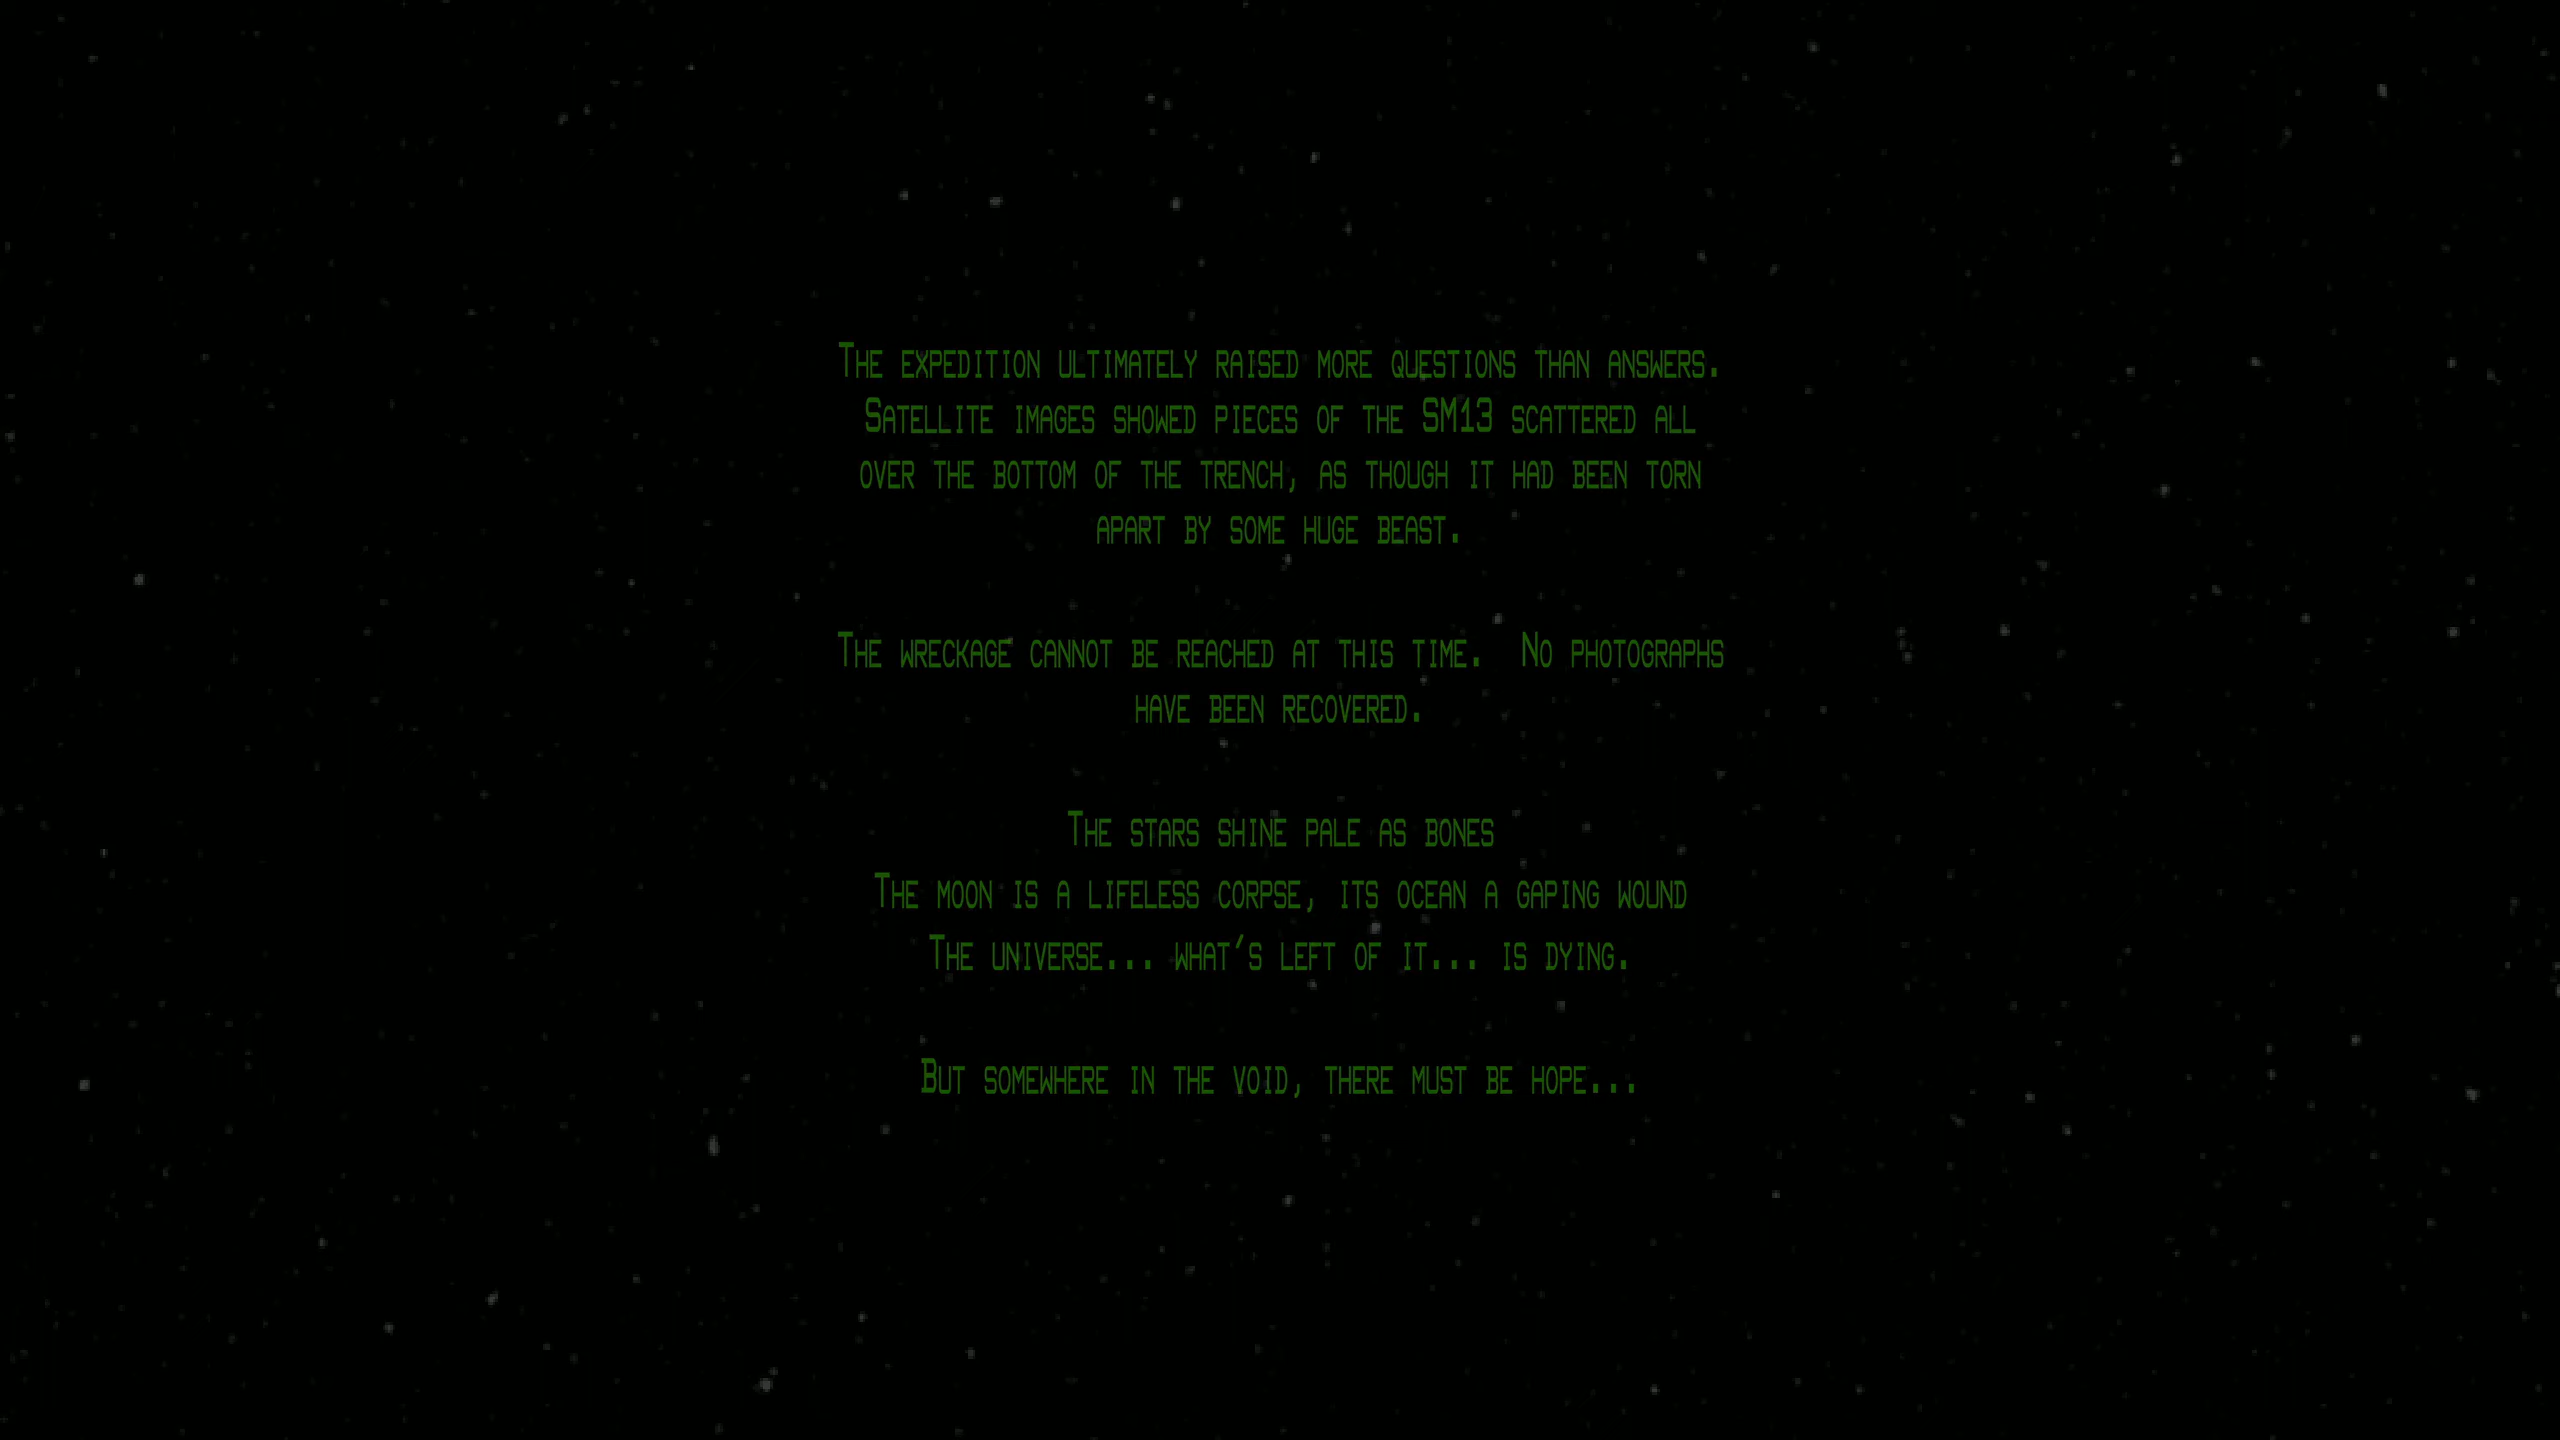 The expedition ultimately raised more questions than answers.
Satellite images showed pieces of the SM13 scattered all
over the bottom of the trench, as though it had been torn
apart by some huge beast.
The wreckage cannot be reached at this time.  No photographs
have been recovered.
The stars shine pale as bones
The moon is a lifeless corpse, its ocean a gaping wound
The universe... what's left of it... is dying.
But somewhere in the void, there must be hope...